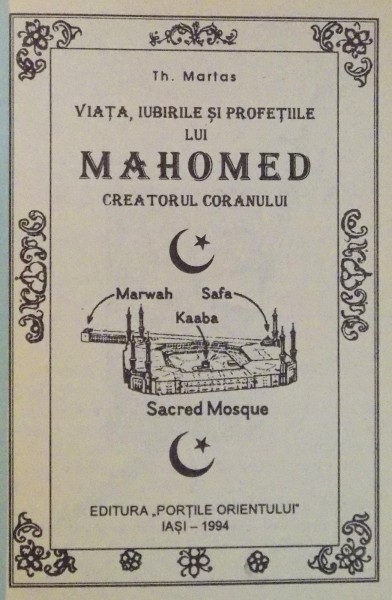 Th. Martas
VIAȚA, IUBIRILE ȘI PROFEȚIILE
LUI
MAHOMED
CREATORUL CORANULUI
Marwah Safa
Kaaba
Sacred Mosque
EDITURA „PORȚILE ORIENTULUI"
IAȘI – 1994